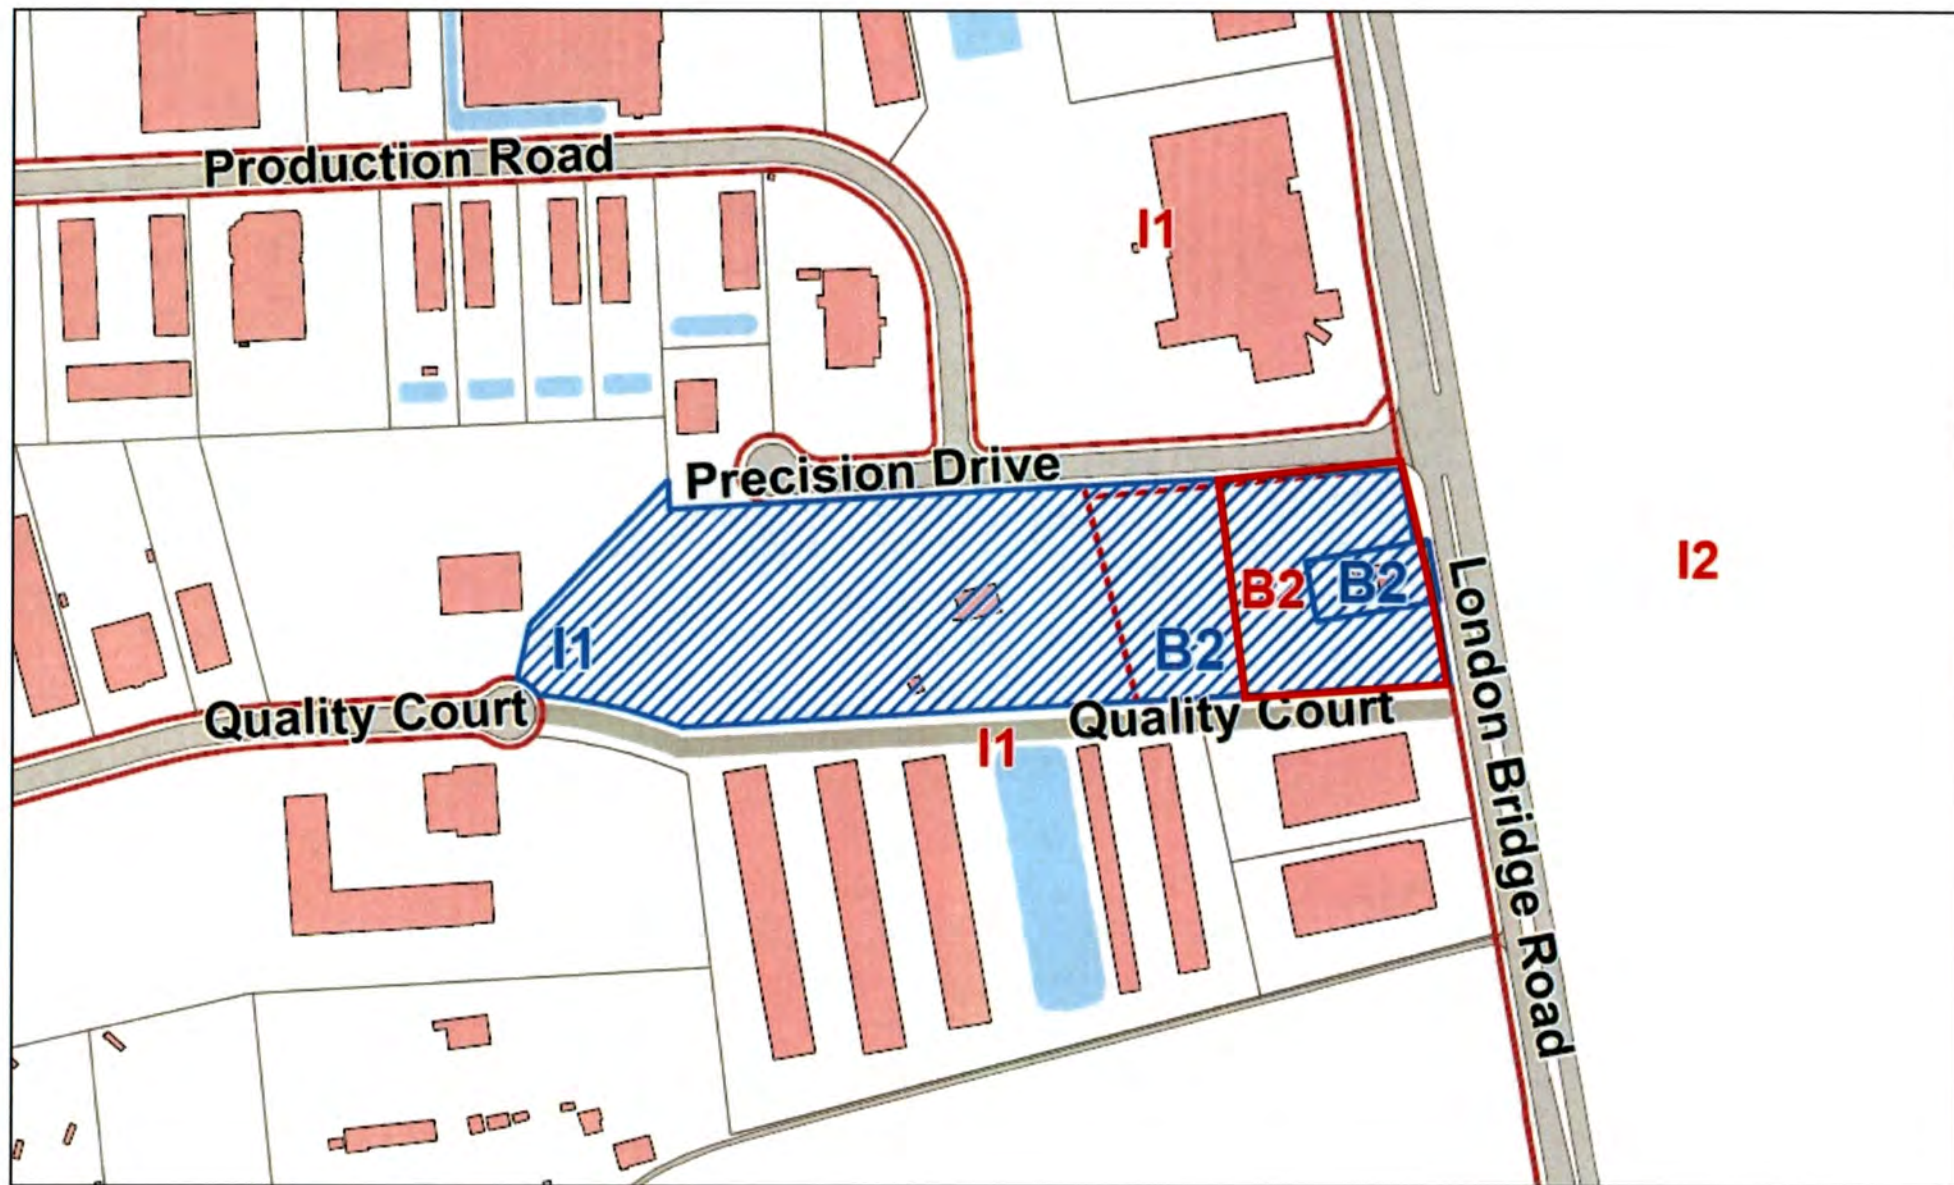 Production Road
I1
Precision Drive
I2
B2
B2
I1
B2
Quality Court
Quality Court
I1
London Bridge Road